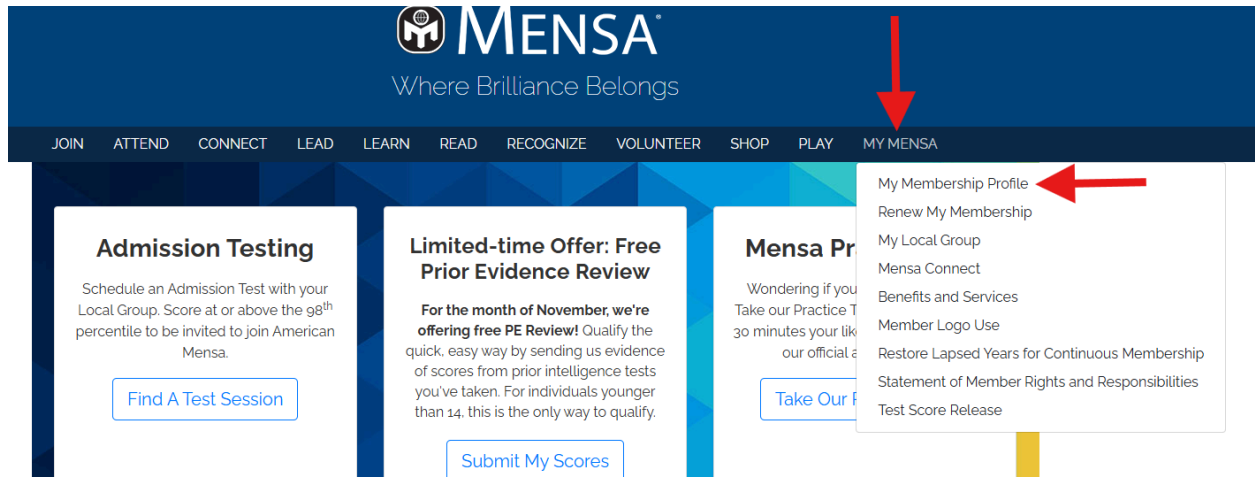 MENSA®
Where Brilliance Belongs
JOIN ATTEND CONNECT LEAD LEARN READ RECOGNIZE VOLUNTEER SHOP PLAY MY MENSA
My Membership Profile
Renew My Membership
My Local Group
Mensa Connect
Benefits and Services
Member Logo Use
Restore Lapsed Years for Continuous Membership
Statement of Member Rights and Responsibilities
Test Score Release
Admission Testing
Schedule an Admission Test with your
Local Group. Score at or above the 98th
percentile to be invited to join American
Mensa.
Find A Test Session
Limited-time Offer: Free
Prior Evidence Review
For the month of November, we're
offering free PE Review! Qualify the
quick, easy way by sending us evidence
of scores from prior intelligence tests
you've taken. For individuals younger
than 14, this is the only way to qualify.
Submit My Scores
Mensa Pr
Wondering if you
Take our Practice T
30 minutes your lik
our official a
Take Our